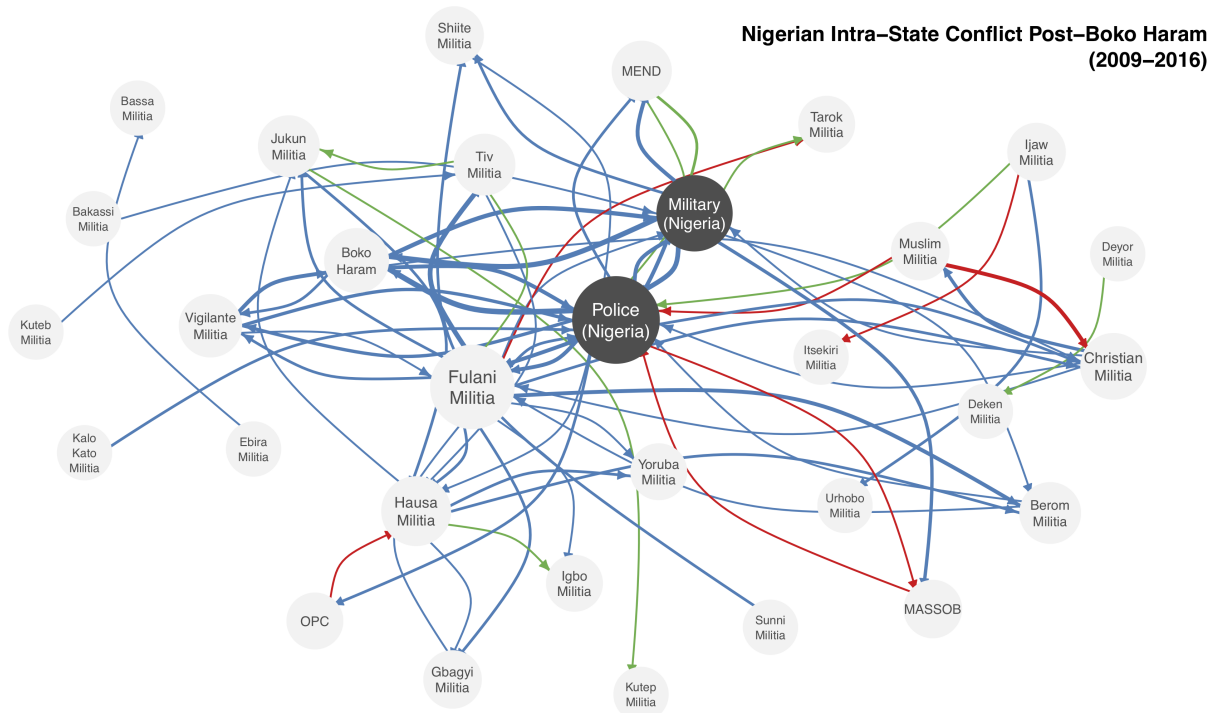 Nigerian Intra–State Conflict Post–Boko Haram
(2009–2016)
Shiite
Militia
MEND
Bassa
Militia
Tarok
Militia
Jukun
Militia
Tiv
Militia
Ijaw
Militia
Bakassi
Militia
Military
(Nigeria)
Boko
Haram
Muslim
Militia
Deyor
Militia
Kuteb
Militia
Vigilante
Militia
Police
(Nigeria)
Itsekiri
Militia
Christian
Militia
Fulani
Militia
Deken
Militia
Kalo
Kato
Militia
Ebira
Militia
Yoruba
Militia
Hausa
Militia
Urhobo
Militia
Berom
Militia
Igbo
Militia
OPC
MASSOB
Sunni
Militia
Gbagyi
Militia
Kutep
Militia